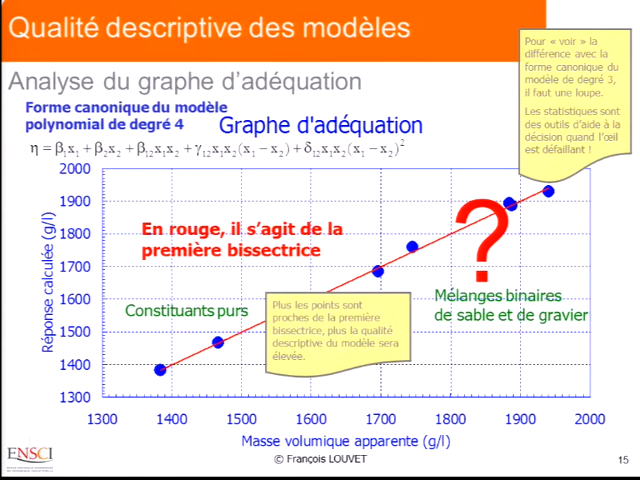 Qualité descriptive des modèles
Analyse du graphe d'adéquation
Pour « voir » la
différence avec la
forme canonique du
modèle de degré 3,
il faut une loupe.
Les statistiques sont
des outils d'aide à la
décision quand l'œil
est défaillant !
Forme canonique du modèle
polynomial de degré 4
Graphe d'adéquation
η = β₁x₁ + β₂x₂ + β₁₂x₁x₂ + γ₁₂x₁x₂(x₁ − x₂) + δ₁₂x₁x₂(x₁ − x₂)²
2000
1900
1800
1700
1600
1500
1400
1300
Réponse calculée (g/l)
En rouge, il s'agit de la
première bissectrice
?
Constituants purs
Plus les points sont
proches de la première
bissectrice, plus la qualité
descriptive du modèle sera
élevée.
Mélanges binaires
de sable et de gravier
1300 1400 1500 1600 1700 1800 1900 2000
Masse volumique apparente (g/l)
ENSCI
© François LOUVET
15